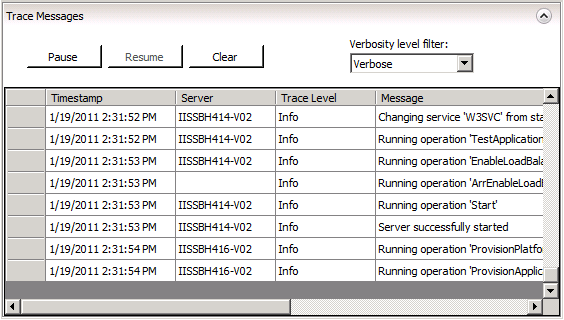 Trace Messages
Verbosity level filter:
Pause Resume Clear Verbose
Timestamp Server Trace Level Message
1/19/2011 2:31:52 PM IISSBH414-V02 Info Changing service 'W3SVC' from sta
1/19/2011 2:31:52 PM IISSBH414-V02 Info Running operation 'TestApplication
1/19/2011 2:31:53 PM IISSBH414-V02 Info Running operation 'EnableLoadBala
1/19/2011 2:31:53 PM Info Running operation 'ArrEnableLoadB
1/19/2011 2:31:53 PM IISSBH414-V02 Info Running operation 'Start'
1/19/2011 2:31:53 PM IISSBH414-V02 Info Server successfully started
1/19/2011 2:31:54 PM IISSBH416-V02 Info Running operation 'ProvisionPlatfo
1/19/2011 2:31:54 PM IISSBH416-V02 Info Running operation 'ProvisionApplic